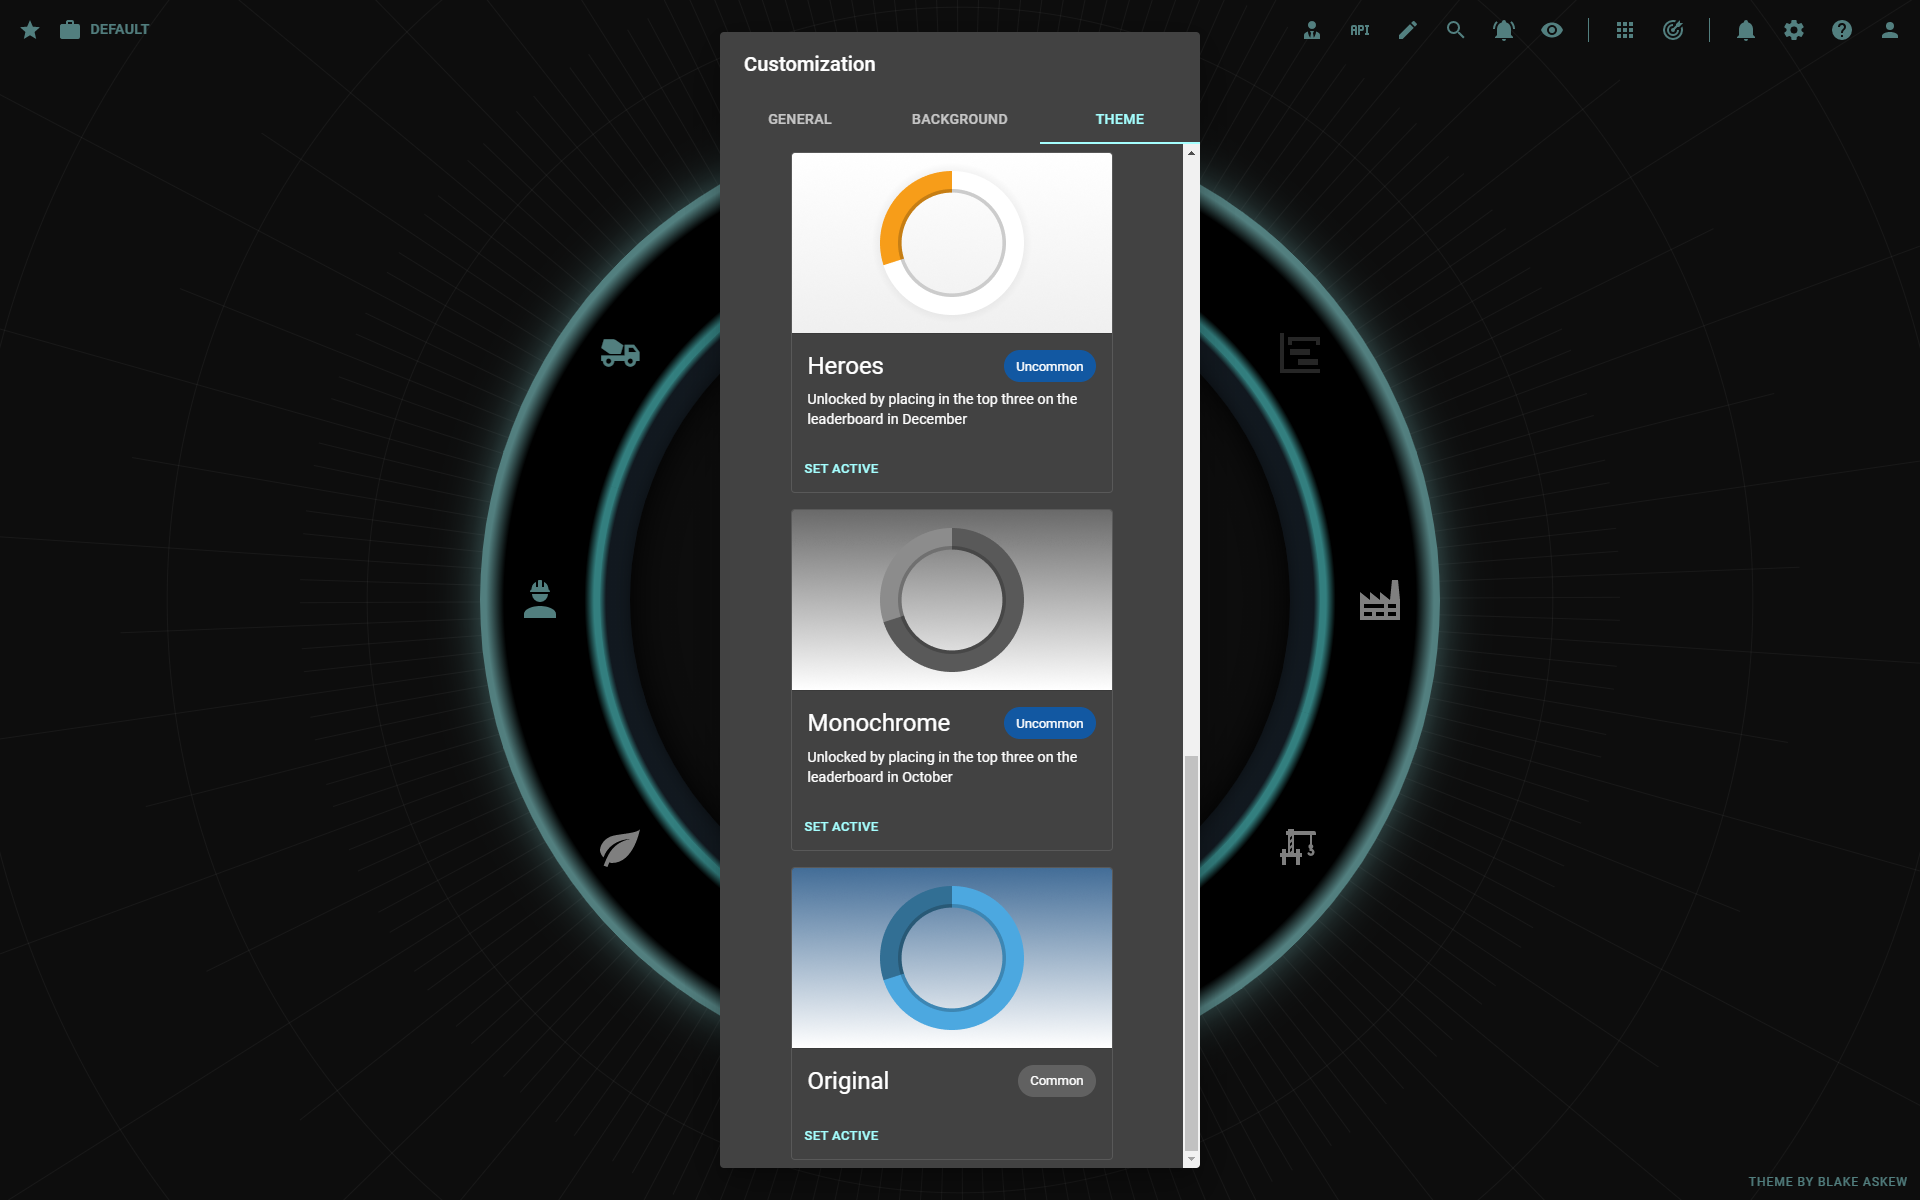 DEFAULT
API
Customization
GENERAL
BACKGROUND
THEME
Heroes
Uncommon
Unlocked by placing in the top three on the
leaderboard in December
SET ACTIVE
Monochrome
Uncommon
Unlocked by placing in the top three on the
leaderboard in October
SET ACTIVE
Original
Common
SET ACTIVE
THEME BY BLAKE ASKEW